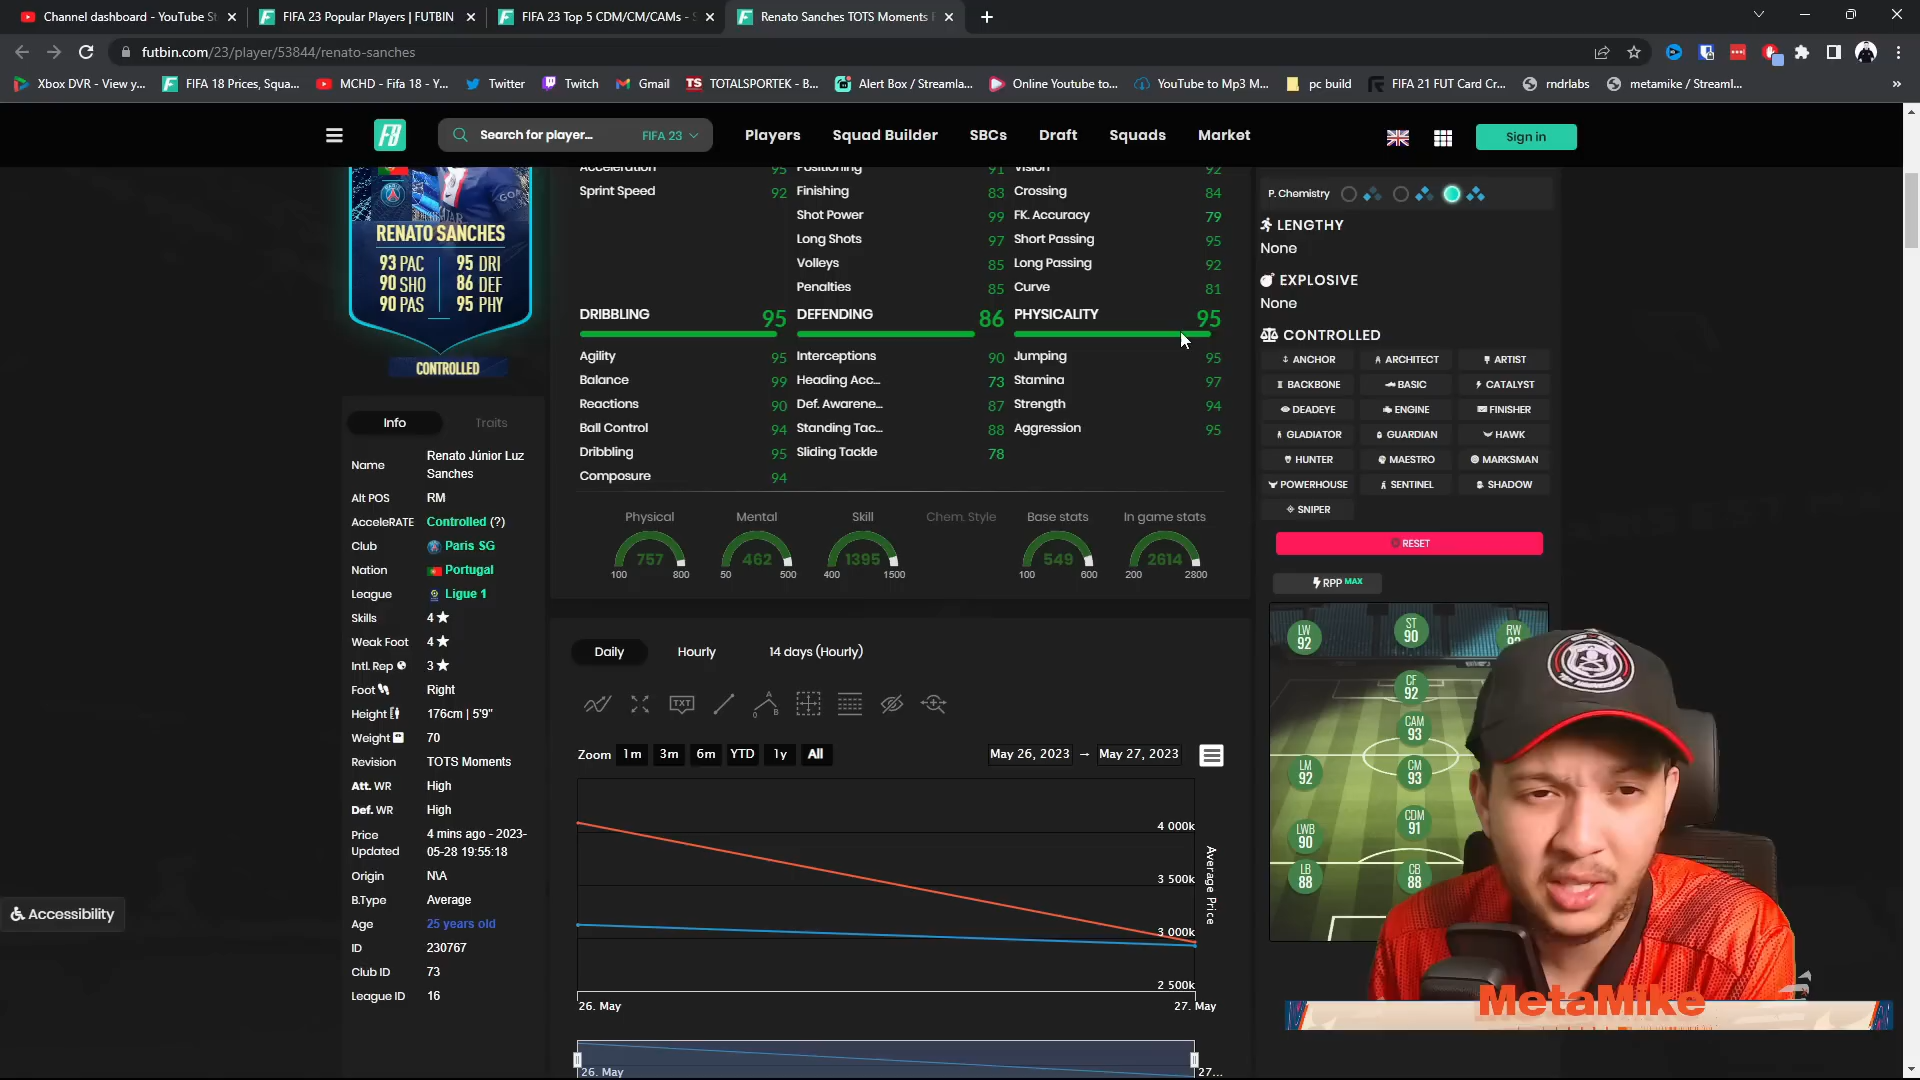 Channel dashboard - YouTube St
FIFA 23 Popular Players | FUTBIN
FIFA 23 Top 5 CDM/CM/CAMs - S
Renato Sanches TOTS Moments F
futbin.com/23/player/53844/renato-sanches
Xbox DVR - View y...
FIFA 18 Prices, Squa...
MCHD - Fifa 18 - Y...
Twitter
Twitch
Gmail
TS TOTALSPORTEK - B...
Alert Box / Streamla...
Online Youtube to...
YouTube to Mp3 M...
pc build
FIFA 21 FUT Card Cr...
rndrlabs
metamike / Streaml...
»
FB
Search for player...
FIFA 23
Players
Squad Builder
SBCs
Draft
Squads
Market
Sign in
RENATO SANCHES
93 PAC 95 DRI
90 SHO 86 DEF
90 PAS 95 PHY
CONTROLLED
Acceleration 95
Sprint Speed 92
Positioning 91
Finishing 83
Shot Power 99
Long Shots 97
Volleys 85
Penalties 85
Vision 92
Crossing 84
FK. Accuracy 79
Short Passing 95
Long Passing 92
Curve 81
DRIBBLING 95
Agility 95
Balance 99
Reactions 90
Ball Control 94
Dribbling 95
Composure 94
DEFENDING 86
Interceptions 90
Heading Acc... 73
Def. Awarene... 87
Standing Tac... 88
Sliding Tackle 78
PHYSICALITY 95
Jumping 95
Stamina 97
Strength 94
Aggression 95
Physical
757
100 800
Mental
462
50 500
Skill
1395
400 1500
Chem. Style
Base stats
549
100 600
In game stats
2614
200 2800
P. Chemistry
LENGTHY
None
EXPLOSIVE
None
CONTROLLED
ANCHOR ARCHITECT ARTIST
BACKBONE BASIC CATALYST
DEADEYE ENGINE FINISHER
GLADIATOR GUARDIAN HAWK
HUNTER MAESTRO MARKSMAN
POWERHOUSE SENTINEL SHADOW
SNIPER
RESET
RPP MAX
LW 92
ST 90
RW
CF 92
CAM 93
LM 92
CM 93
CDM 91
LWB 90
LB 88
CB 88
Info Traits
Name Renato Júnior Luz
Sanches
Alt POS RM
AcceleRATE Controlled (?)
Club Paris SG
Nation Portugal
League Ligue 1
Skills 4
Weak Foot 4
Intl. Rep 3
Foot Right
Height 176cm | 5'9"
Weight 70
Revision TOTS Moments
Att. WR High
Def. WR High
Price Updated 4 mins ago - 2023-
05-28 19:55:18
Origin N\A
B.Type Average
Age 25 years old
ID 230767
Club ID 73
League ID 16
Accessibility
Daily Hourly 14 days (Hourly)
TXT
A
0 B
Zoom 1m 3m 6m YTD 1y All
May 26, 2023 → May 27, 2023
4 000k
3 500k
3 000k
2 500k
Average Price
26. May
27. May
26. May
27...
MetaMike